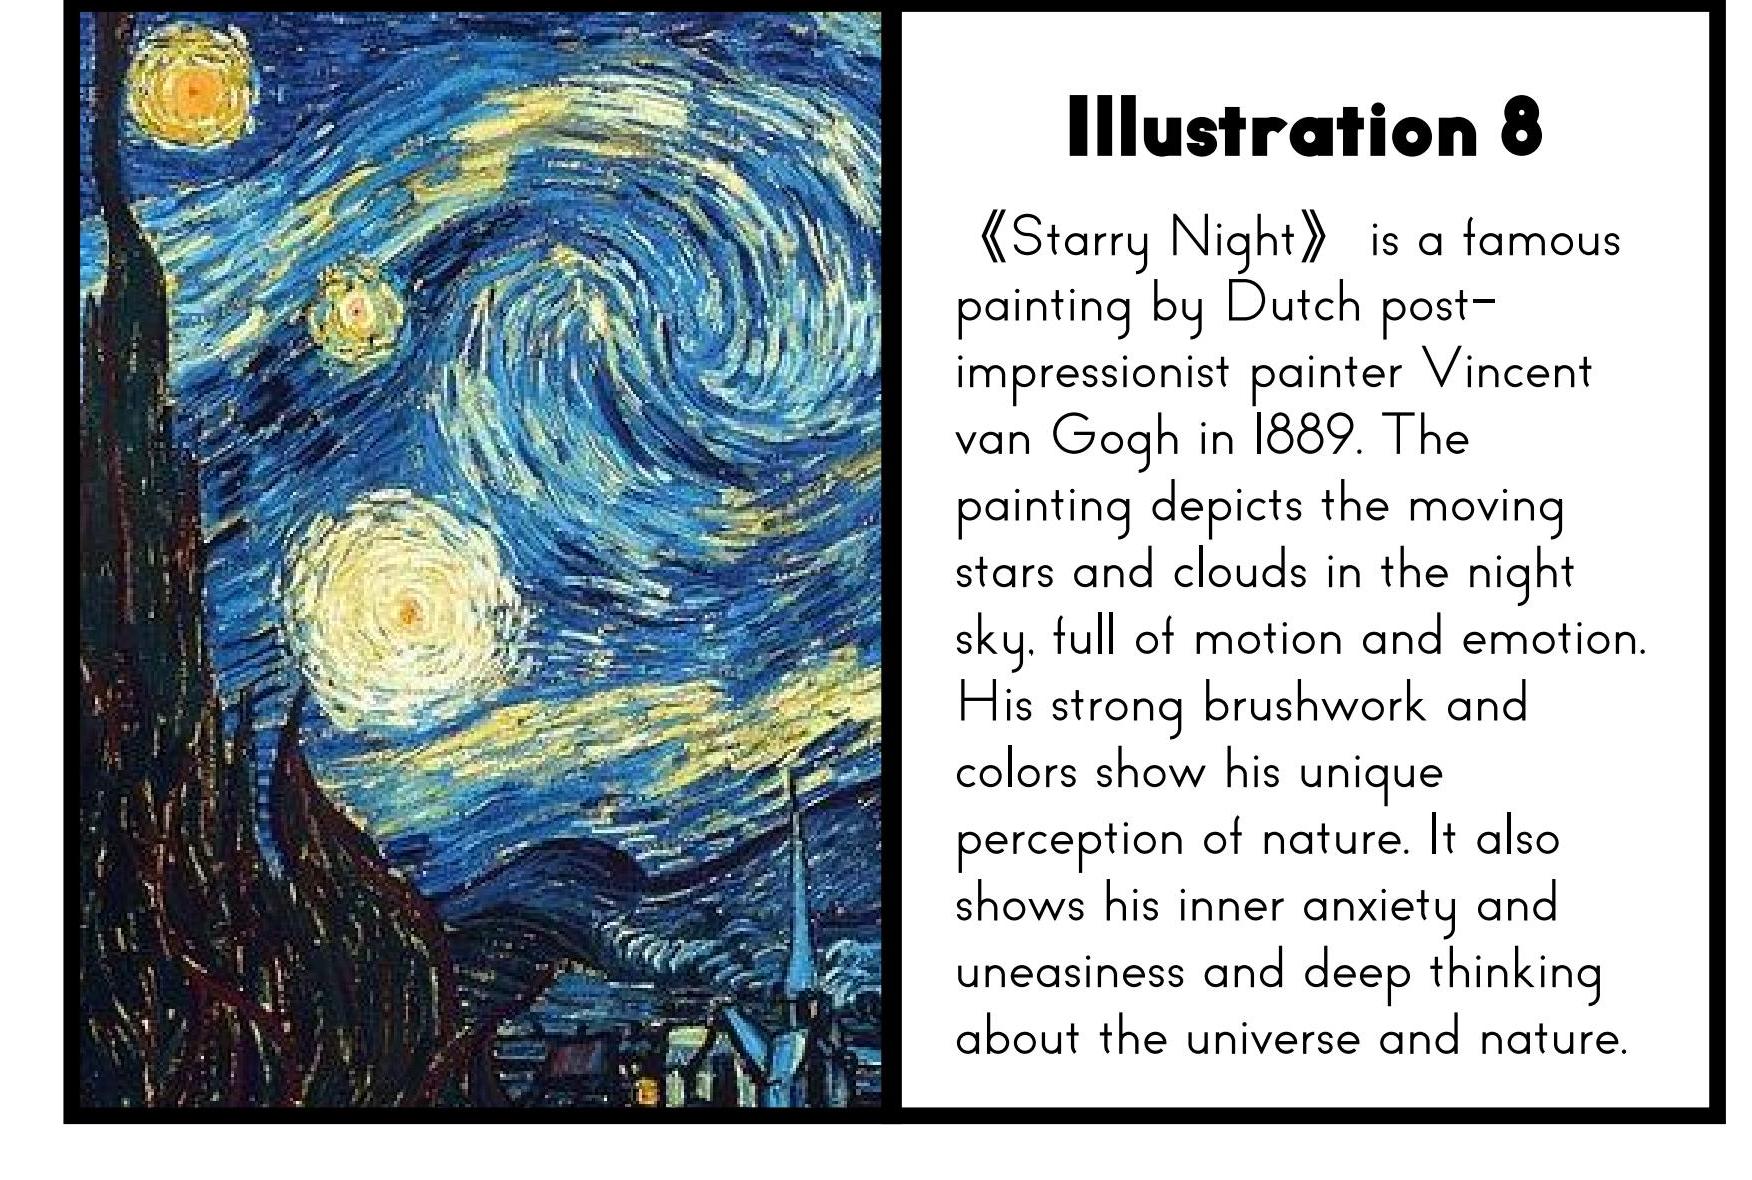 Illustration 8
《Starry Night》 is a famous
painting by Dutch post-
impressionist painter Vincent
van Gogh in 1889. The
painting depicts the moving
stars and clouds in the night
sky, full of motion and emotion.
His strong brushwork and
colors show his unique
perception of nature. It also
shows his inner anxiety and
uneasiness and deep thinking
about the universe and nature.